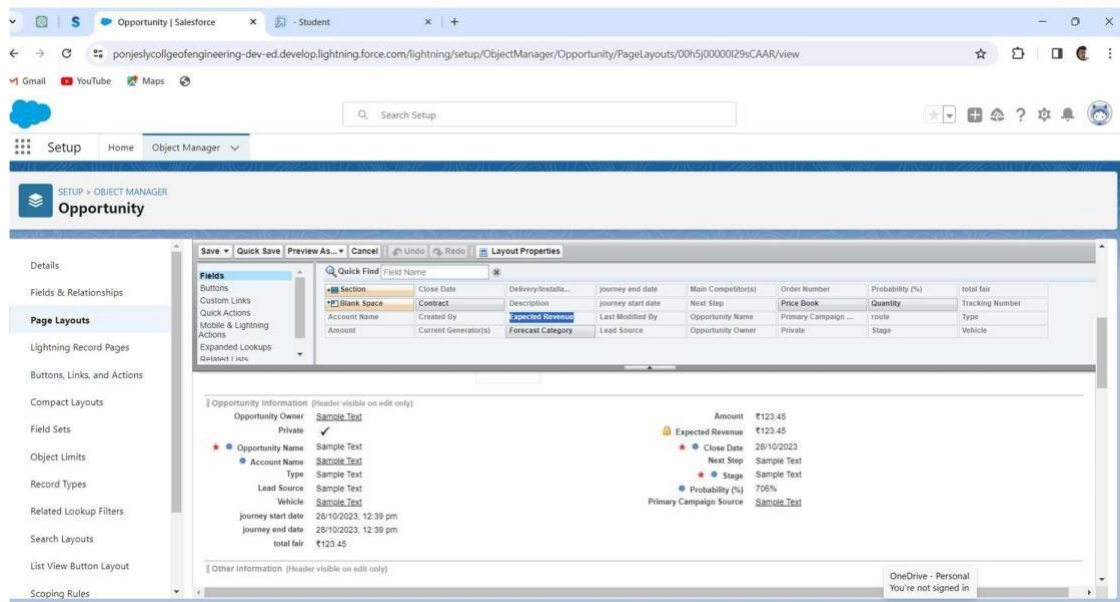 Opportunity | Salesforce
- Student
ponjeslycollgeofengineering-dev-ed.develop.lightning.force.com/lightning/setup/ObjectManager/Opportunity/PageLayouts/00h5j00000I29sCAAR/view
Gmail YouTube Maps
Search Setup
Setup Home Object Manager
SETUP > OBJECT MANAGER
Opportunity
Details
Fields & Relationships
Page Layouts
Lightning Record Pages
Buttons, Links, and Actions
Compact Layouts
Field Sets
Object Limits
Record Types
Related Lookup Filters
Search Layouts
List View Button Layout
Scoping Rules
Save Quick Save Preview As... Cancel Undo Redo Layout Properties
Fields
Buttons
Custom Links
Quick Actions
Mobile & Lightning
Actions
Expanded Lookups
Related Lists
Quick Find Field Name
Section Close Date Delivery/Installa... journey end date Main Competitor(s) Order Number Probability (%) total fair
Blank Space Contract Description journey start date Next Step Price Book Quantity Tracking Number
Account Name Created By Expected Revenue Last Modified By Opportunity Name Primary Campaign ... route Type
Amount Current Generator(s) Forecast Category Lead Source Opportunity Owner Private Stage Vehicle
Opportunity Information (Header visible on edit only)
Opportunity Owner Sample Text
Private
Opportunity Name Sample Text
Account Name Sample Text
Type Sample Text
Lead Source Sample Text
Vehicle Sample Text
journey start date 28/10/2023, 12:39 pm
journey end date 28/10/2023, 12:39 pm
total fair ₹123.45
Amount ₹123.45
Expected Revenue ₹123.45
Close Date 28/10/2023
Next Step Sample Text
Stage Sample Text
Probability (%) 706%
Primary Campaign Source Sample Text
Other Information (Header visible on edit only)
OneDrive - Personal
You're not signed in